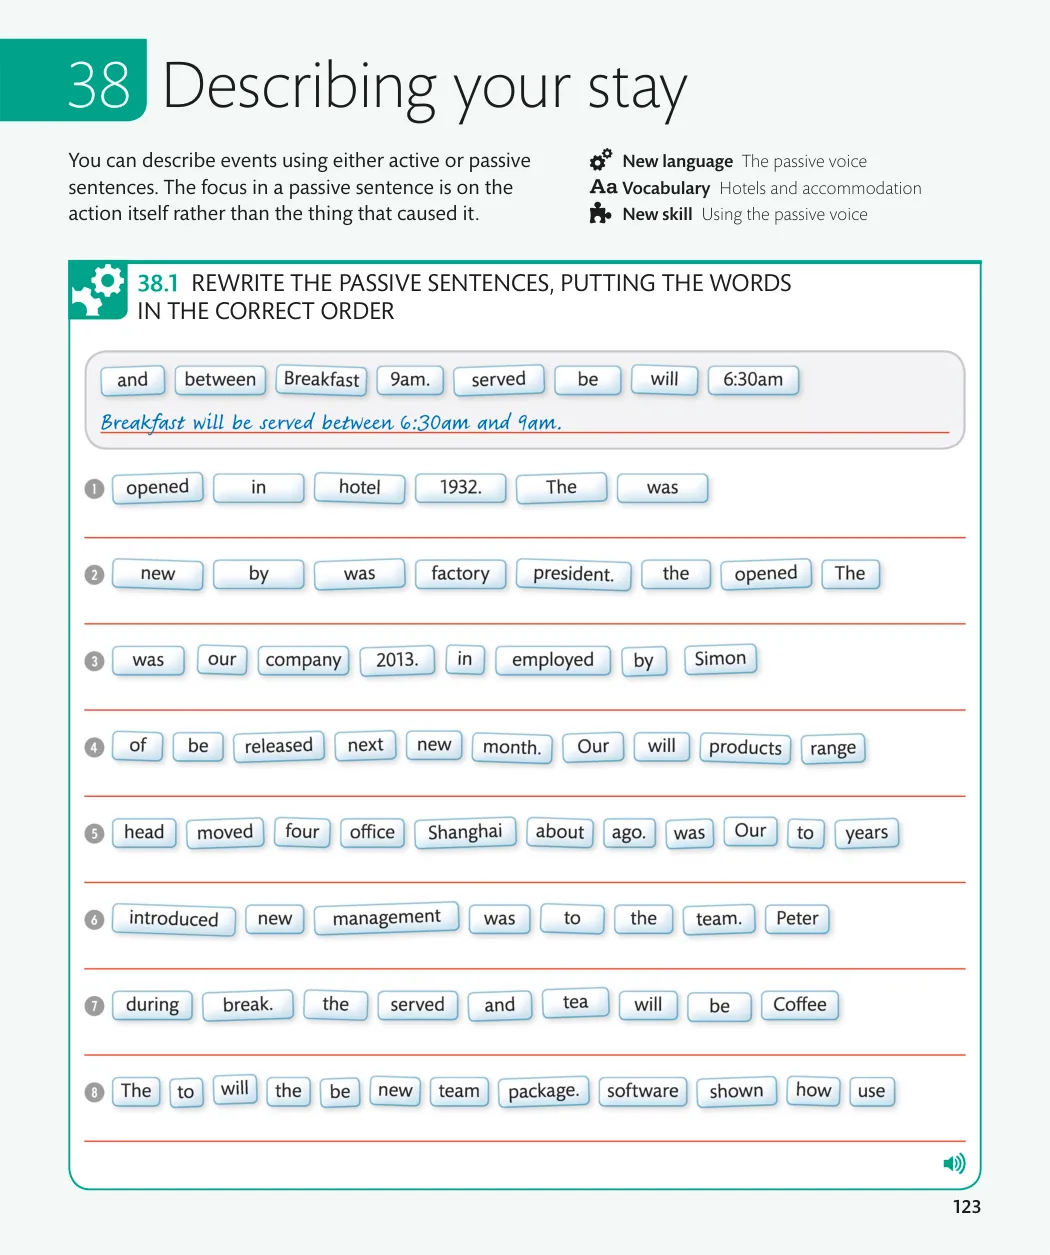 38 Describing your stay
You can describe events using either active or passive
sentences. The focus in a passive sentence is on the
action itself rather than the thing that caused it.
New language The passive voice
Aa Vocabulary Hotels and accommodation
New skill Using the passive voice
38.1 REWRITE THE PASSIVE SENTENCES, PUTTING THE WORDS
IN THE CORRECT ORDER
and between Breakfast 9am. served be will 6:30am
Breakfast will be served between 6:30am and 9am.
1 opened in hotel 1932. The was
2 new by was factory president. the opened The
3 was our company 2013. in employed by Simon
4 of be released next new month. Our will products range
5 head moved four office Shanghai about ago. was Our to years
6 introduced new management was to the team. Peter
7 during break. the served and tea will be Coffee
8 The to will the be new team package. software shown how use
123